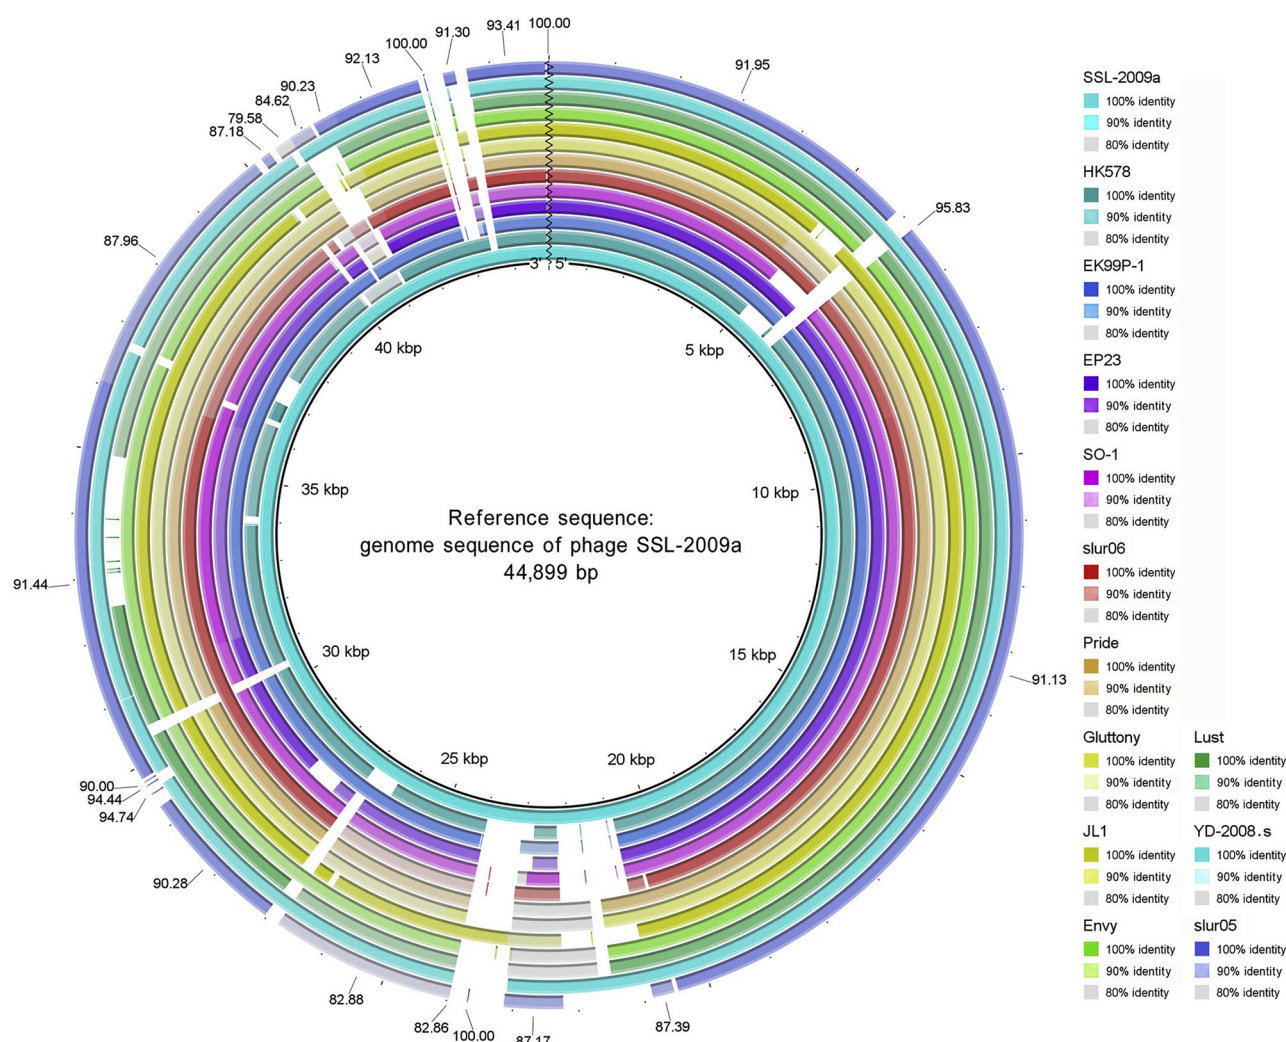 93.41
100.00
91.30
100.00
92.13
91.95
90.23
84.62
79.58
87.18
95.83
87.96
91.44
91.13
90.00
94.44
94.74
90.28
82.88
82.86
100.00
87.17
87.39
3' 5'
5 kbp
10 kbp
15 kbp
20 kbp
25 kbp
30 kbp
35 kbp
40 kbp
Reference sequence:
genome sequence of phage SSL-2009a
44,899 bp
SSL-2009a
100% identity
90% identity
80% identity
HK578
100% identity
90% identity
80% identity
EK99P-1
100% identity
90% identity
80% identity
EP23
100% identity
90% identity
80% identity
SO-1
100% identity
90% identity
80% identity
slur06
100% identity
90% identity
80% identity
Pride
100% identity
90% identity
80% identity
Gluttony
100% identity
90% identity
80% identity
Lust
100% identity
90% identity
80% identity
JL1
100% identity
90% identity
80% identity
YD-2008.s
100% identity
90% identity
80% identity
Envy
100% identity
90% identity
80% identity
slur05
100% identity
90% identity
80% identity